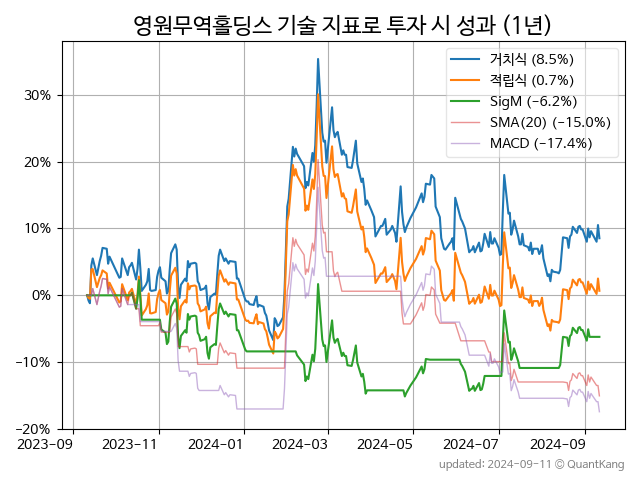 영원무역홀딩스 기술 지표로 투자 시 성과 (1년)
거치식 (8.5%)
적립식 (0.7%)
SigM (−6.2%)
SMA(20) (−15.0%)
MACD (−17.4%)
30%
20%
10%
0%
−10%
−20%
2023-09 2023-11 2024-01 2024-03 2024-05 2024-07 2024-09
updated: 2024-09-11 © QuantKang